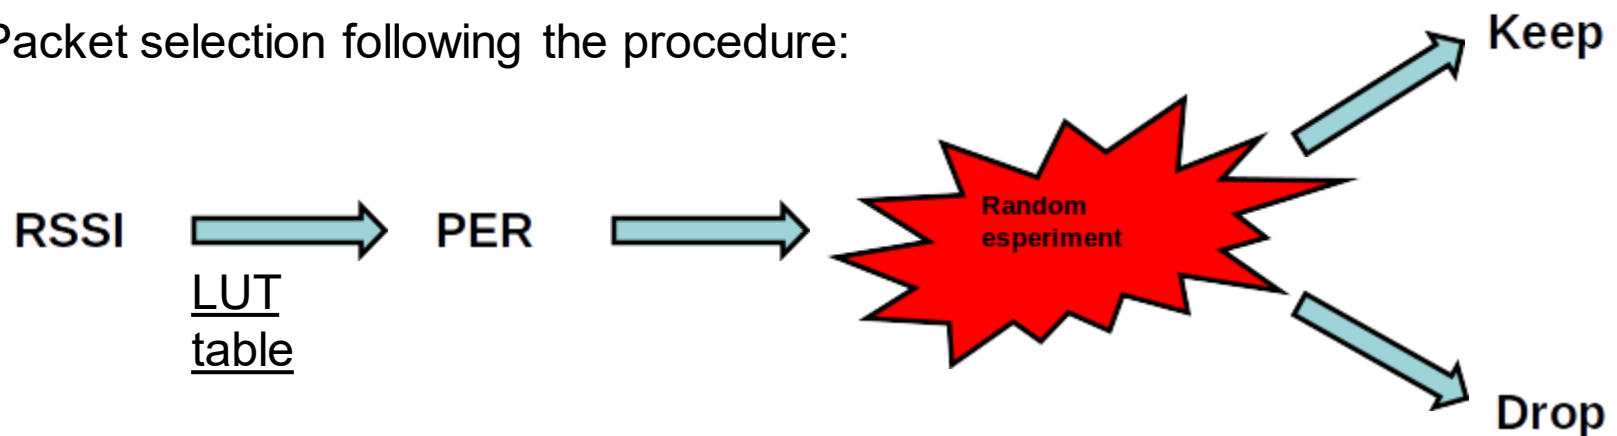 Packet selection following the procedure:
Keep
RSSI
LUT
table
PER
Random
esperiment
Drop